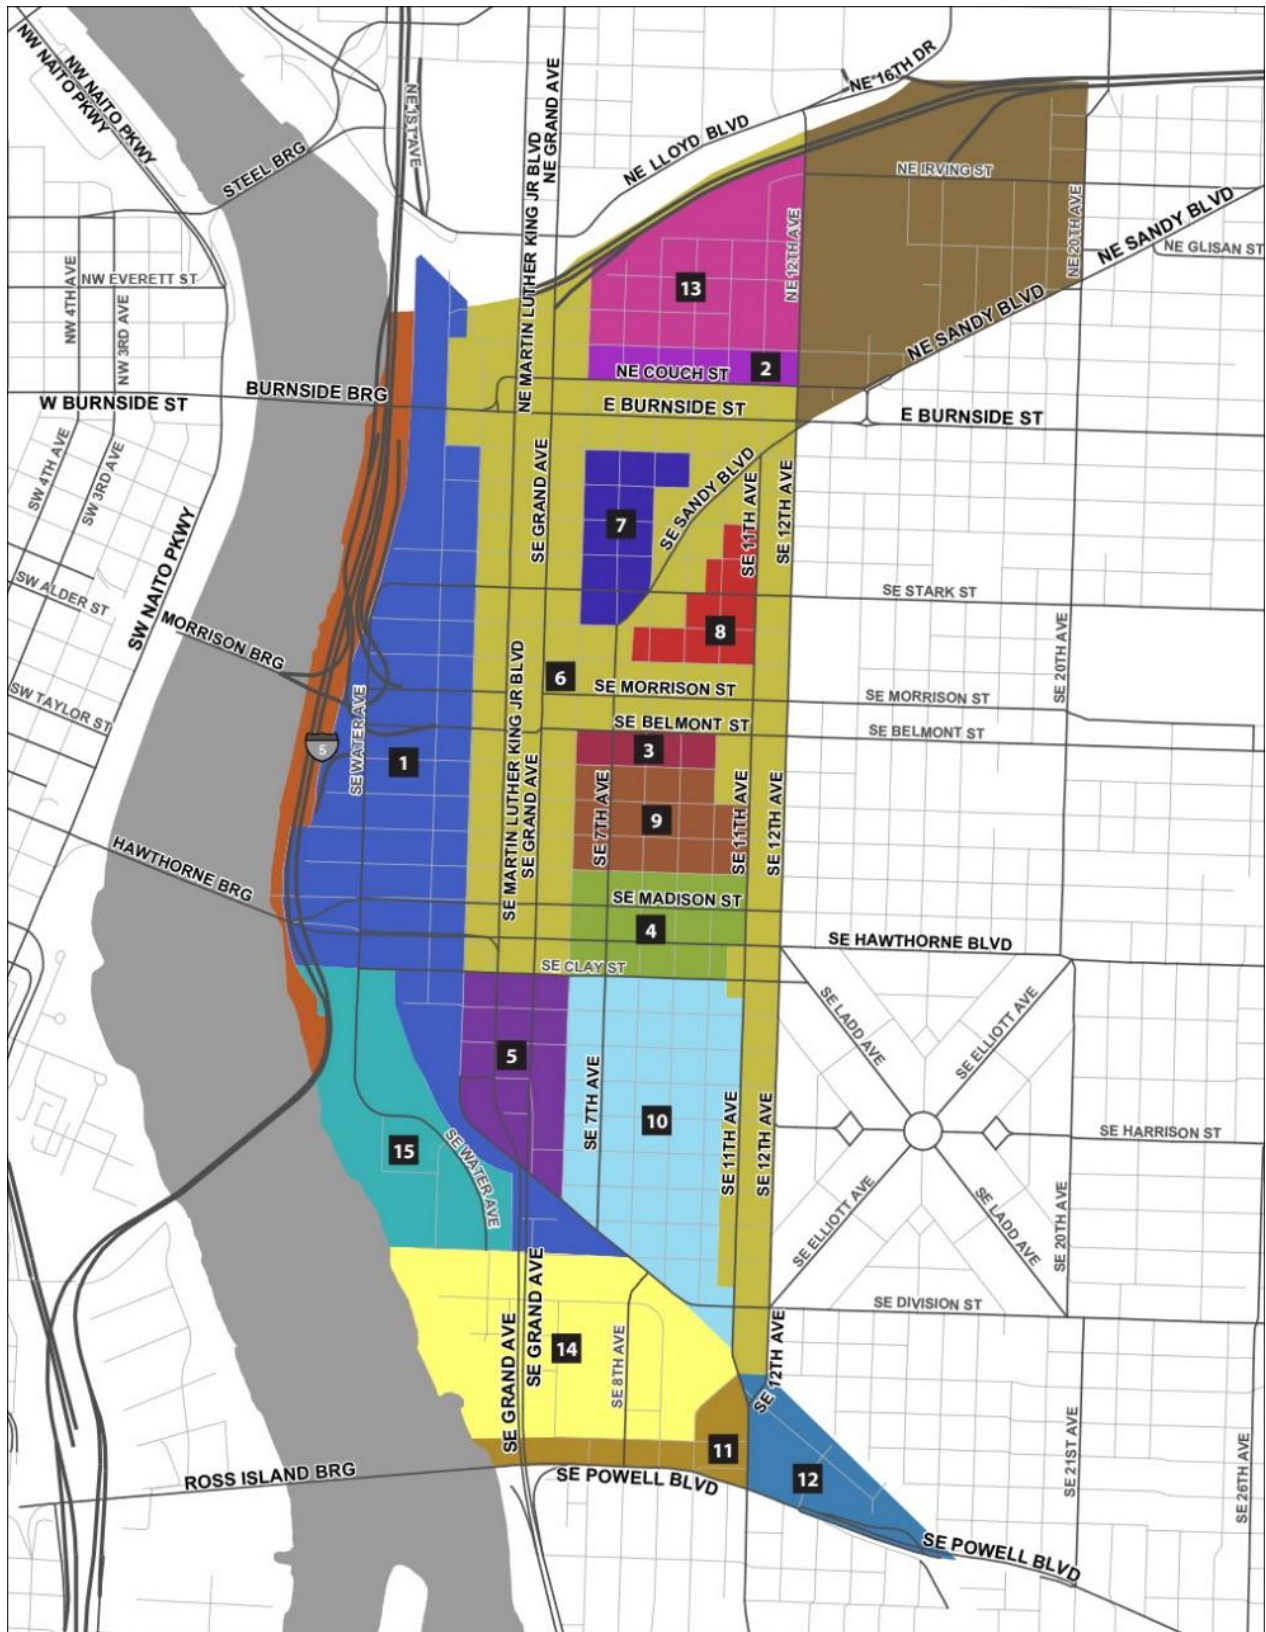 NW NAITO PKWY
NW NAITO PKWY
NE 1ST AVE
NE GRAND AVE
NE 16TH DR
STEEL BRG
NE LLOYD BLVD
NE IRVING ST
NE MARTIN LUTHER KING JR BLVD
NE 12TH AVE
NE 20TH AVE
NE SANDY BLVD
NE GLISAN ST
NW 4TH AVE
NW EVERETT ST
NW 3RD AVE
13
NE SANDY BLVD
2
NE COUCH ST
BURNSIDE BRG
W BURNSIDE ST
E BURNSIDE ST
E BURNSIDE ST
SW 4TH AVE
SW 3RD AVE
SE GRAND AVE
7
SE SANDY BLVD
SE 11TH AVE
SE 12TH AVE
SW NAITO PKWY
SW ALDER ST
SE STARK ST
MORRISON BRG
8
SE 20TH AVE
6
SE MORRISON ST
SE MORRISON ST
SW TAYLOR ST
SE WATER AVE
SE MARTIN LUTHER KING JR BLVD
SE BELMONT ST
SE BELMONT ST
5
1
3
SE GRAND AVE
SE 7TH AVE
9
SE 11TH AVE
SE 12TH AVE
HAWTHORNE BRG
SE MADISON ST
4
SE HAWTHORNE BLVD
SE CLAY ST
SE LADD AVE
SE ELLIOTT AVE
5
SE 7TH AVE
10
SE 11TH AVE
SE 12TH AVE
SE HARRISON ST
15
SE WATER AVE
SE ELLIOTT AVE
SE LADD AVE
SE 20TH AVE
SE GRAND AVE
SE DIVISION ST
SE GRAND AVE
14
SE 8TH AVE
SE 12TH AVE
SE 21ST AVE
SE 26TH AVE
11
12
ROSS ISLAND BRG
SE POWELL BLVD
SE POWELL BLVD